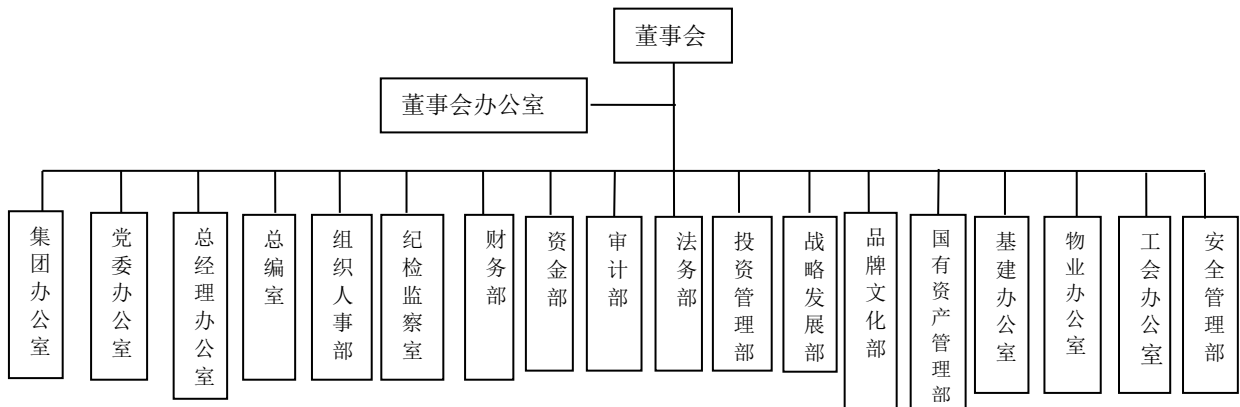 董事会
董事会办公室
集团办公室
党委办公室
总经理办公室
总编室
组织人事部
纪检监察室
财务部
资金部
审计部
法务部
投资管理部
战略发展部
品牌文化部
国有资产管理部
基建办公室
物业办公室
工会办公室
安全管理部